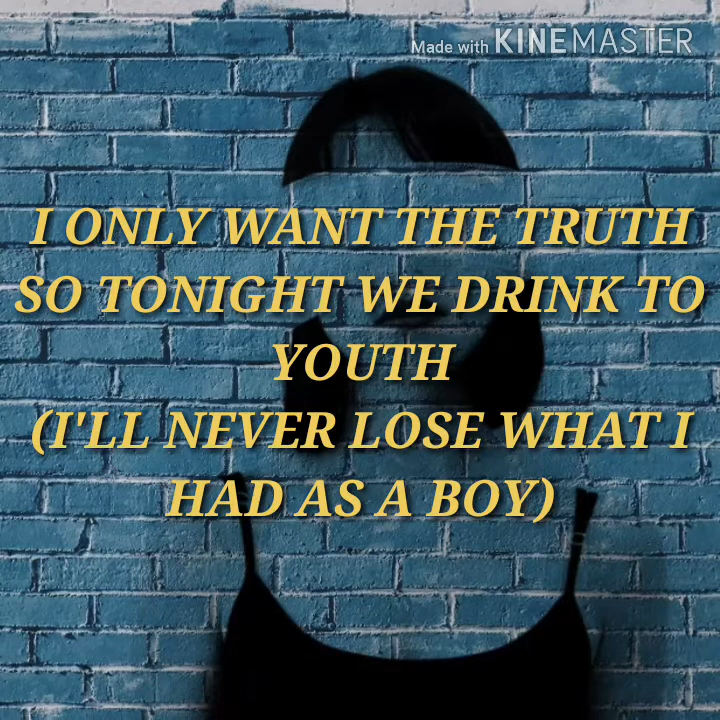 Made with KINEMASTER
I ONLY WANT THE TRUTH
SO TONIGHT WE DRINK TO
YOUTH
(I'LL NEVER LOSE WHAT I
HAD AS A BOY)